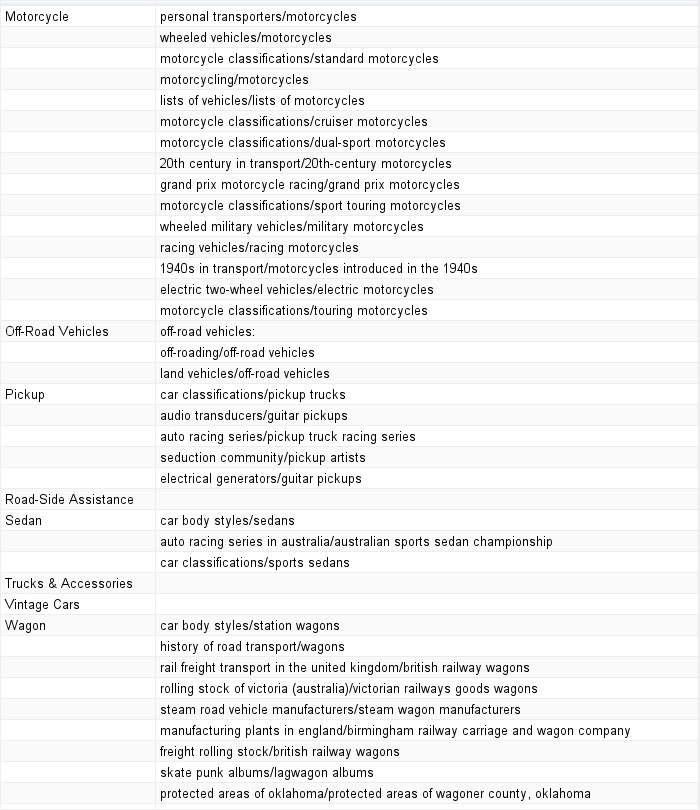 Motorcycle personal transporters/motorcycles
wheeled vehicles/motorcycles
motorcycle classifications/standard motorcycles
motorcycling/motorcycles
lists of vehicles/lists of motorcycles
motorcycle classifications/cruiser motorcycles
motorcycle classifications/dual-sport motorcycles
20th century in transport/20th-century motorcycles
grand prix motorcycle racing/grand prix motorcycles
motorcycle classifications/sport touring motorcycles
wheeled military vehicles/military motorcycles
racing vehicles/racing motorcycles
1940s in transport/motorcycles introduced in the 1940s
electric two-wheel vehicles/electric motorcycles
motorcycle classifications/touring motorcycles
Off-Road Vehicles off-road vehicles:
off-roading/off-road vehicles
land vehicles/off-road vehicles
Pickup car classifications/pickup trucks
audio transducers/guitar pickups
auto racing series/pickup truck racing series
seduction community/pickup artists
electrical generators/guitar pickups
Road-Side Assistance
Sedan car body styles/sedans
auto racing series in australia/australian sports sedan championship
car classifications/sports sedans
Trucks & Accessories
Vintage Cars
Wagon car body styles/station wagons
history of road transport/wagons
rail freight transport in the united kingdom/british railway wagons
rolling stock of victoria (australia)/victorian railways goods wagons
steam road vehicle manufacturers/steam wagon manufacturers
manufacturing plants in england/birmingham railway carriage and wagon company
freight rolling stock/british railway wagons
skate punk albums/lagwagon albums
protected areas of oklahoma/protected areas of wagoner county, oklahoma